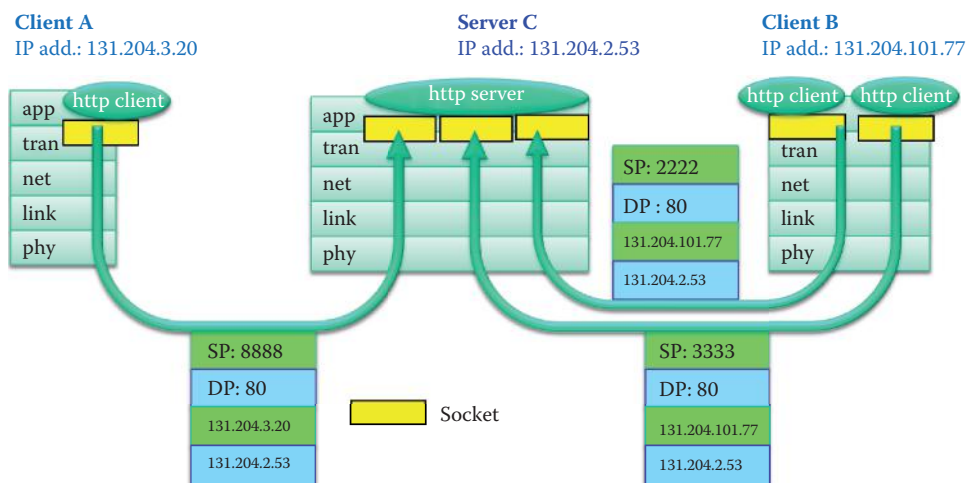 Client A
IP add.: 131.204.3.20
Server C
IP add.: 131.204.2.53
Client B
IP add.: 131.204.101.77
http client
app
tran
net
link
phy
http server
app
tran
net
link
phy
http client
http client
tran
net
link
phy
SP: 2222
DP : 80
131.204.101.77
131.204.2.53
SP: 8888
DP: 80
131.204.3.20
131.204.2.53
Socket
SP: 3333
DP: 80
131.204.101.77
131.204.2.53